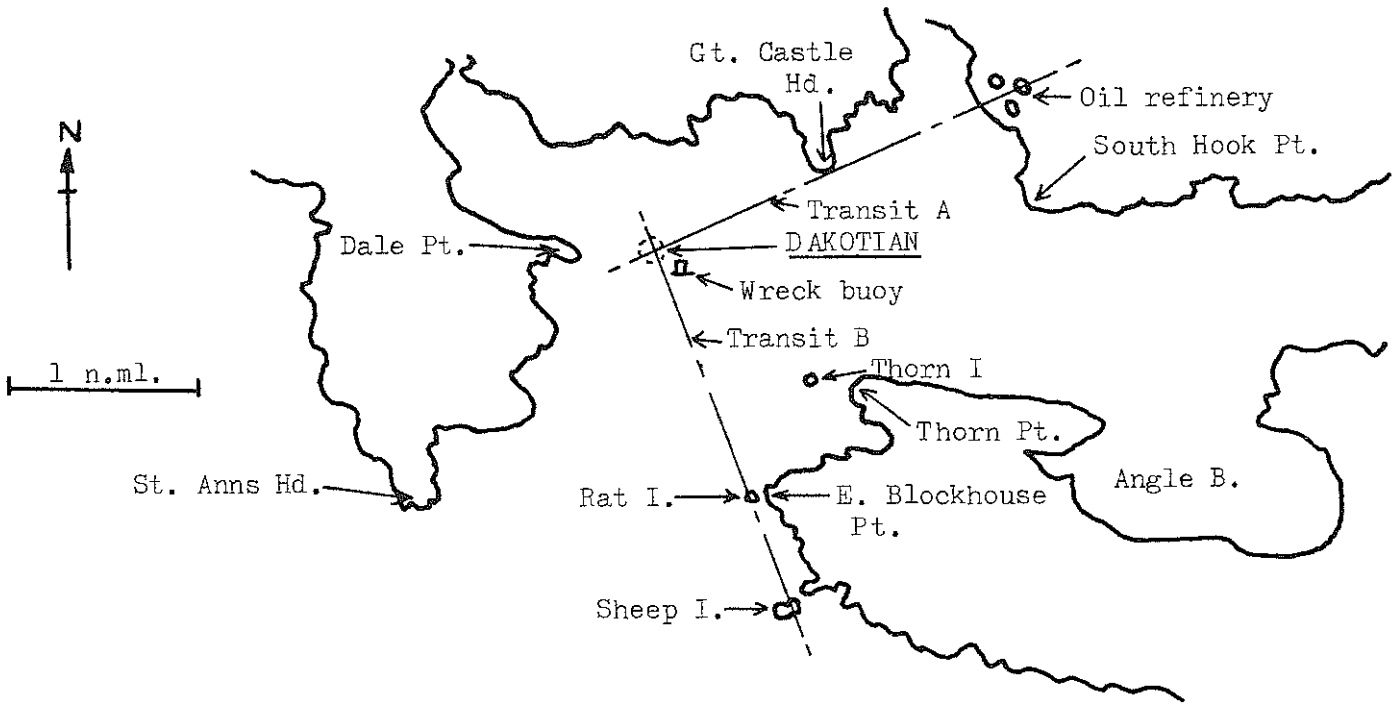 Gt. Castle
Hd.
N
Oil refinery
South Hook Pt.
Transit A
Dale Pt.
DAKOTIAN
Wreck buoy
Transit B
1 n.ml.
Thorn I
Thorn Pt.
St. Anns Hd.
Rat I.
E. Blockhouse
Pt.
Angle B.
Sheep I.